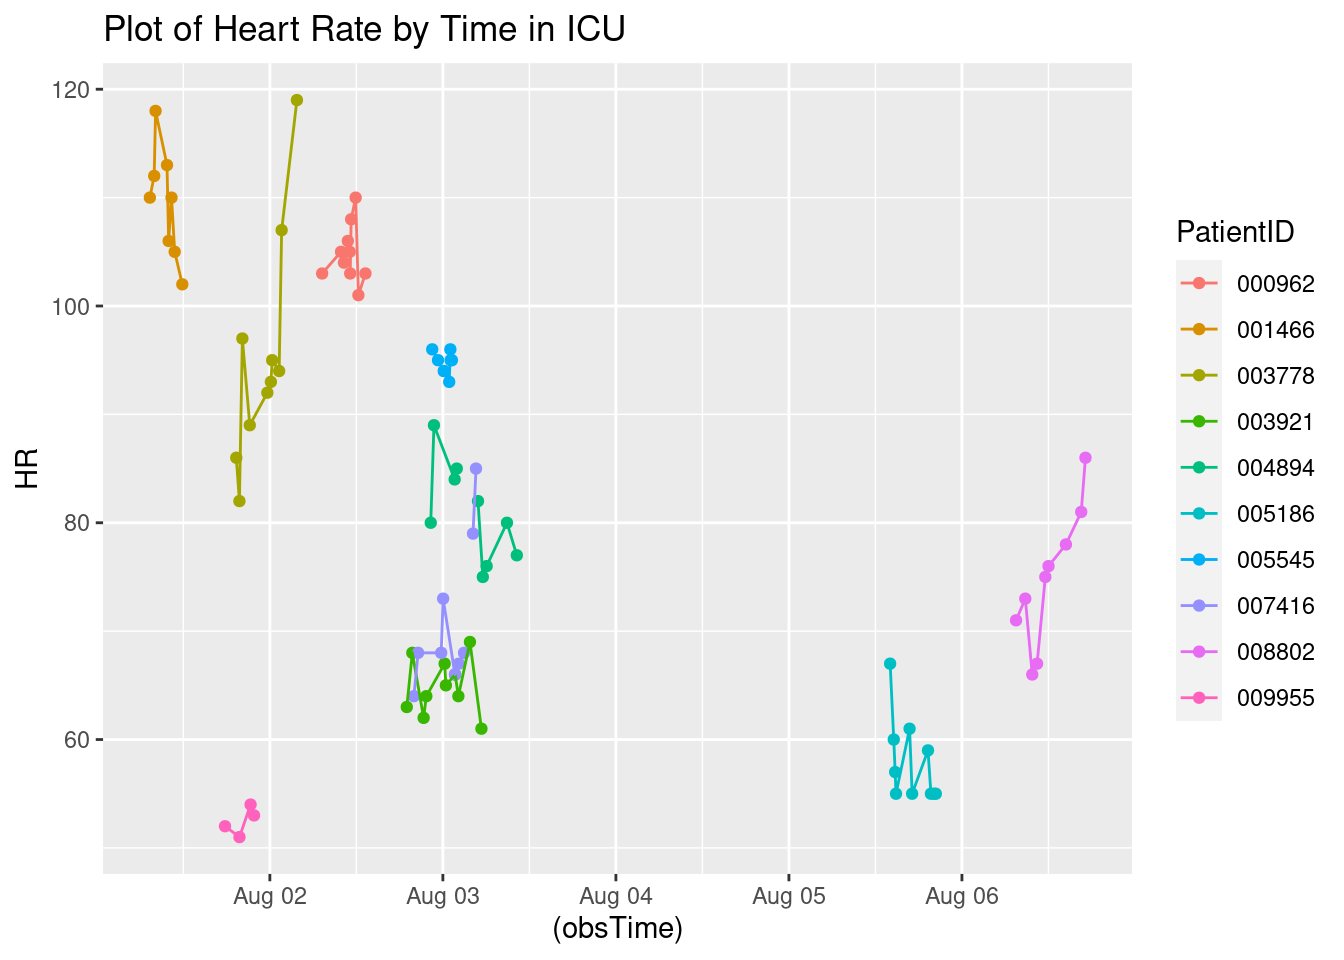 Plot of Heart Rate by Time in ICU
120
100
80
60
HR
Aug 02 Aug 03 Aug 04 Aug 05 Aug 06
(obsTime)
PatientID
000962
001466
003778
003921
004894
005186
005545
007416
008802
009955